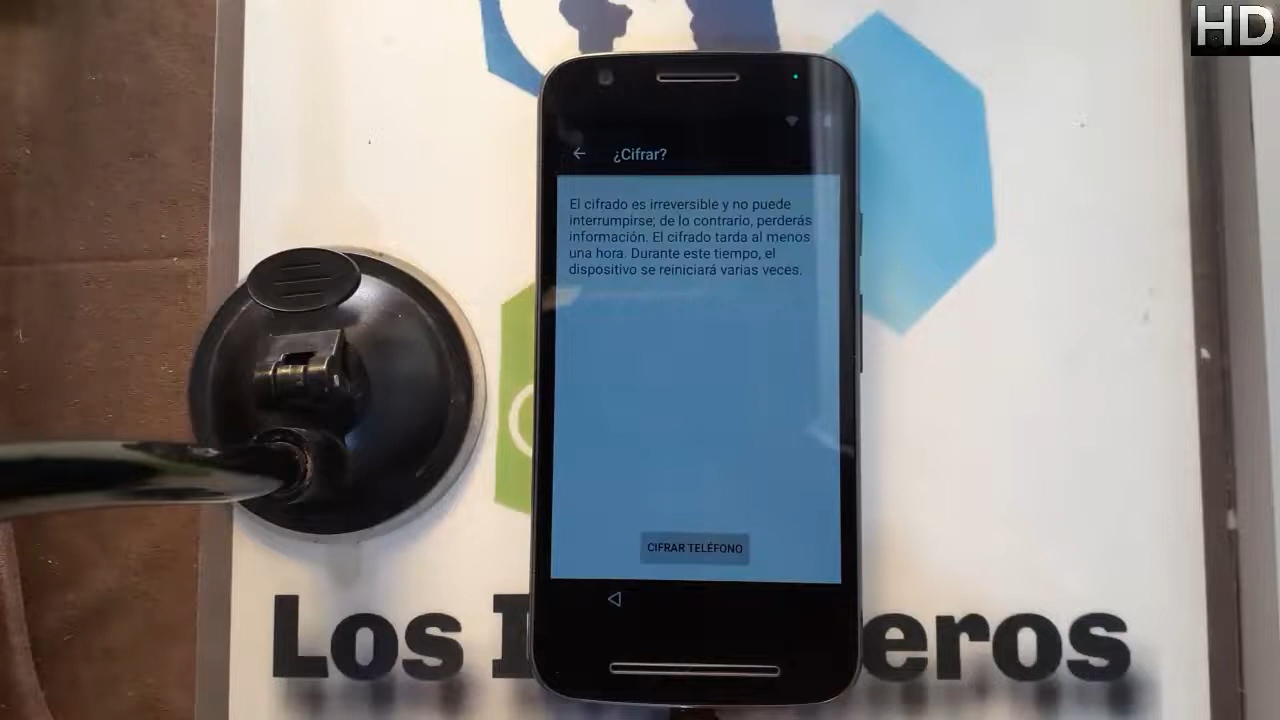 HD
¿Cifrar?
El cifrado es irreversible y no puede
interrumpirse; de lo contrario, perderás
información. El cifrado tarda al menos
una hora. Durante este tiempo, el
dispositivo se reiniciará varias veces.
CIFRAR TELÉFONO
Los